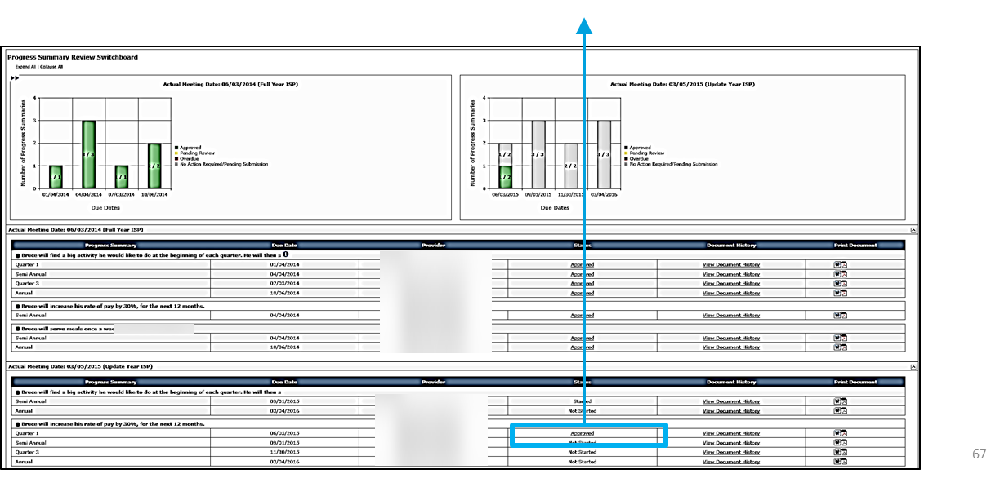 Progress Summary Review Switchboard
Expand All | Collapse All
Actual Meeting Date: 06/03/2014 (Full Year ISP)
Number of Progress Summaries
4
3
2
1
0
1 / 1
3 / 3
1 / 1
2 / 2
01/04/2014 04/04/2014 07/03/2014 10/06/2014
Due Dates
Approved
Pending Review
Overdue
No Action Required/Pending Submission
Actual Meeting Date: 03/05/2015 (Update Year ISP)
Number of Progress Summaries
4
3
2
1
0
1 / 2
1 / 2
3 / 3
2 / 2
3 / 3
06/03/2015 09/01/2015 11/30/2015 03/04/2016
Due Dates
Approved
Pending Review
Overdue
No Action Required/Pending Submission
Actual Meeting Date: 06/03/2014 (Full Year ISP)
Progress Summary Due Date Provider Status Document History Print Document
Bruce will find a big activity he would like to do at the beginning of each quarter. He will then s
Quarter 1 01/04/2014 Approved View Document History
Semi Annual 04/04/2014 Approved View Document History
Quarter 3 07/03/2014 Approved View Document History
Annual 10/06/2014 Approved View Document History
Bruce will increase his rate of pay by 30%, for the next 12 months.
Semi Annual 04/04/2014 Approved View Document History
Bruce will serve meals once a wee
Semi Annual 04/04/2014 Approved View Document History
Annual 10/06/2014 Approved View Document History
Actual Meeting Date: 03/05/2015 (Update Year ISP)
Progress Summary Due Date Provider Status Document History Print Document
Bruce will find a big activity he would like to do at the beginning of each quarter. He will then s
Semi Annual 09/01/2015 Started View Document History
Annual 03/04/2016 Not Started View Document History
Bruce will increase his rate of pay by 30%, for the next 12 months.
Quarter 1 06/03/2015 Approved View Document History
Semi Annual 09/01/2015 Not Started View Document History
Quarter 3 11/30/2015 Not Started View Document History
Annual 03/04/2016 Not Started View Document History
67